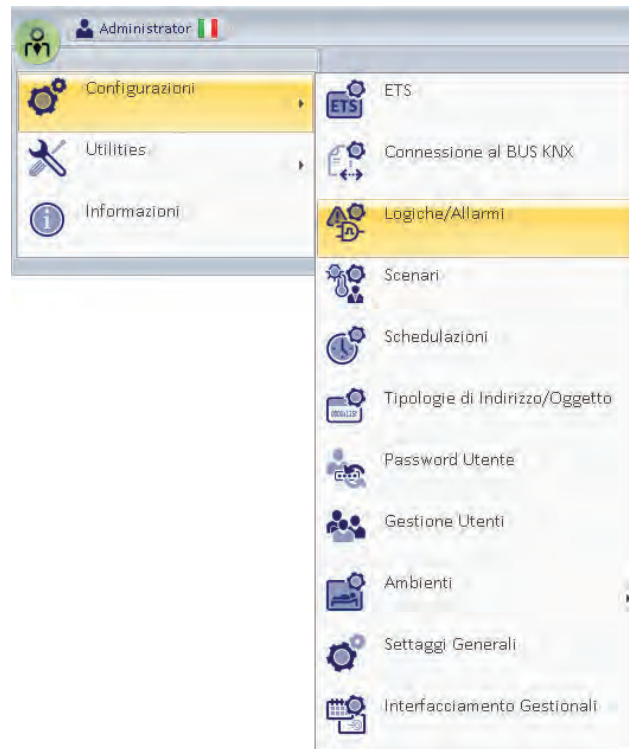 Administrator
Configurazioni
Utilities
Informazioni
ETS
ETS
Connessione al BUS KNX
Logiche/Allarmi
Scenari
Schedulazioni
Tipologie di Indirizzo/Oggetto
Password Utente
Gestione Utenti
Ambienti
Settaggi Generali
Interfacciamento Gestionali